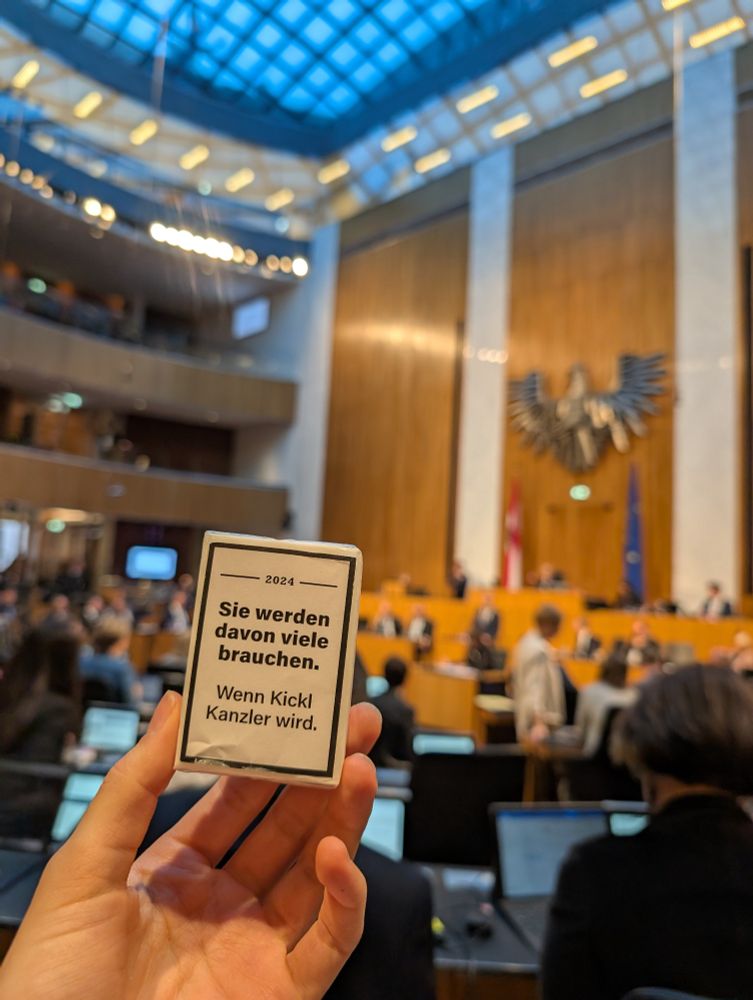 2024
Sie werden
davon viele
brauchen.
Wenn Kickl
Kanzler wird.